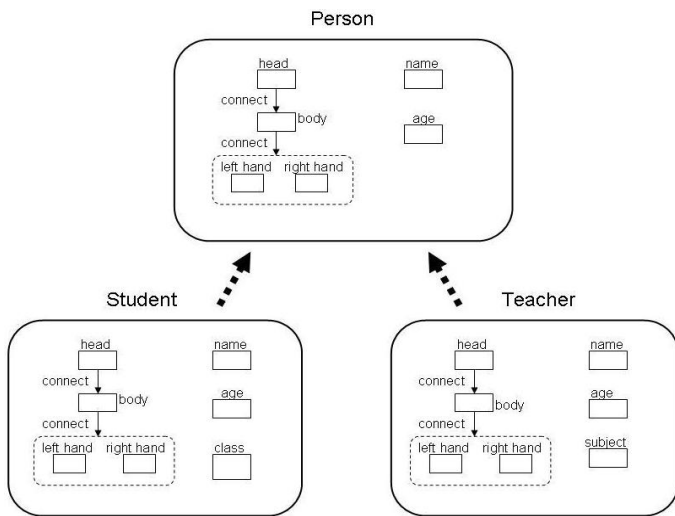 Person
head name
connect
body age
connect
left hand right hand
Student Teacher
head name
connect
body age
connect
left hand right hand class
head name
connect
body age
connect
left hand right hand subject